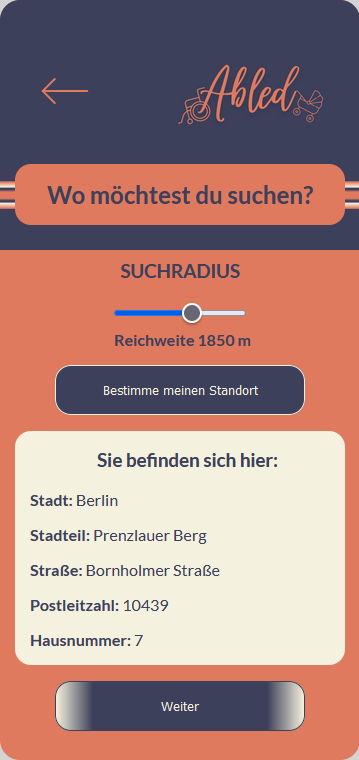 Abled
Wo möchtest du suchen?
SUCHRADIUS
Reichweite 1850 m
Bestimme meinen Standort
Sie befinden sich hier:
Stadt: Berlin
Stadteil: Prenzlauer Berg
Straße: Bornholmer Straße
Postleitzahl: 10439
Hausnummer: 7
Weiter